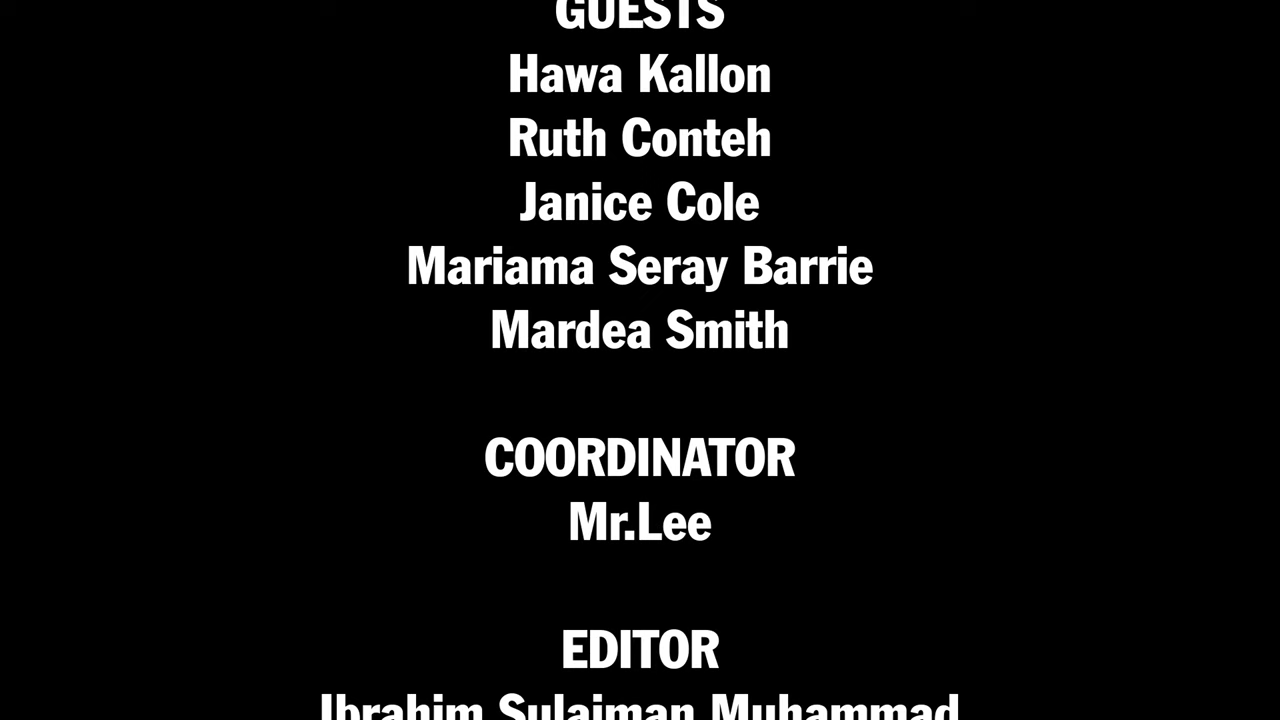 GUESTS
Hawa Kallon
Ruth Conteh
Janice Cole
Mariama Seray Barrie
Mardea Smith
COORDINATOR
Mr.Lee
EDITOR
Ibrahim Sulaiman Muhammad